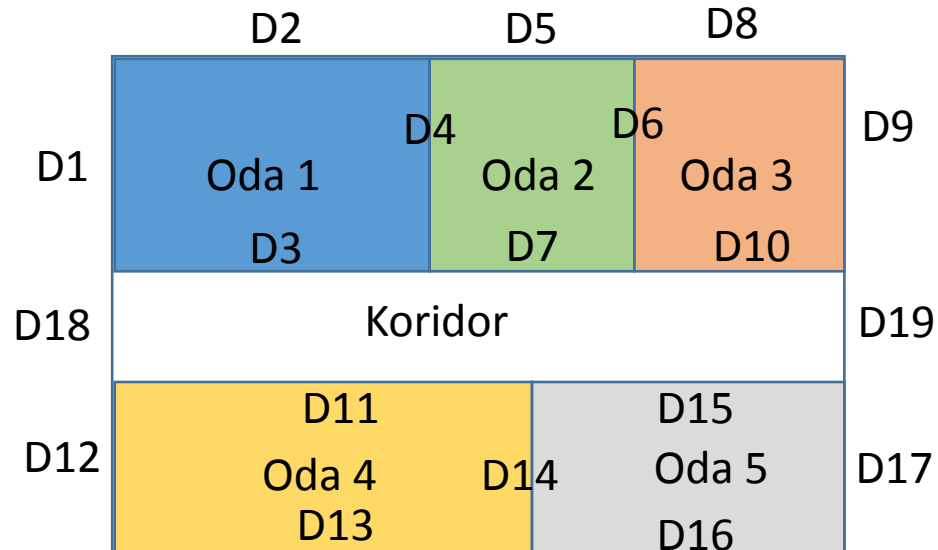 D2 D5 D8
D4 D6 D9
D1 Oda 1 Oda 2 Oda 3
D3 D7 D10
D18 Koridor D19
D11 D15
D12 Oda 4 D14 Oda 5 D17
D13 D16